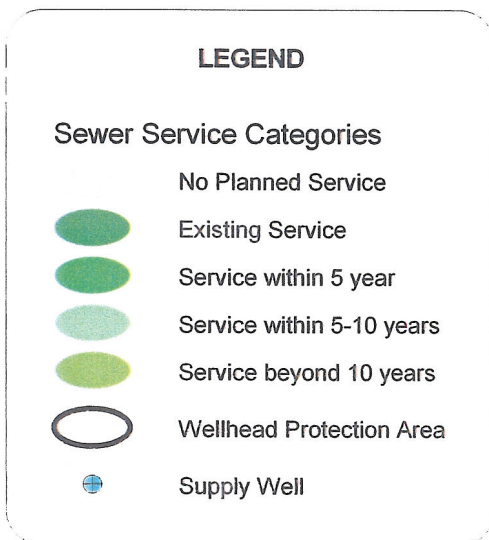 LEGEND
Sewer Service Categories
No Planned Service
Existing Service
Service within 5 year
Service within 5-10 years
Service beyond 10 years
Wellhead Protection Area
Supply Well